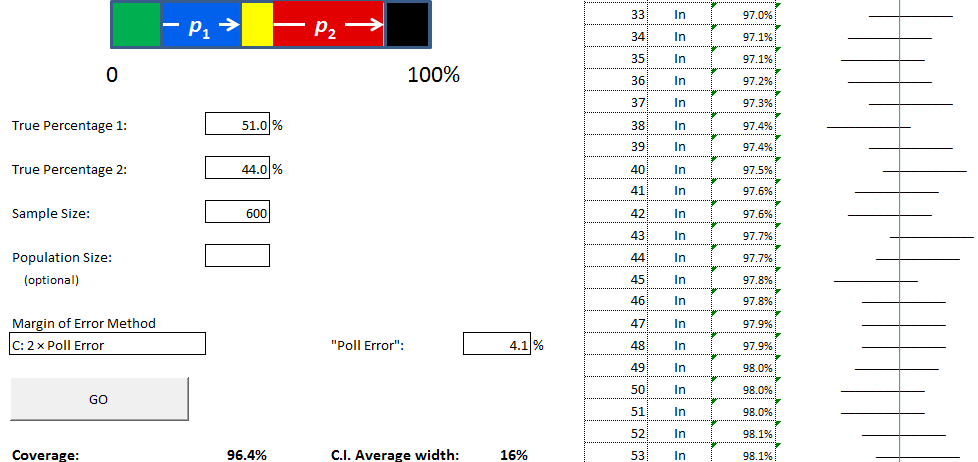 p1 p2
0 100%
True Percentage 1: 51.0 %
True Percentage 2: 44.0 %
Sample Size: 600
Population Size:
(optional)
Margin of Error Method
C: 2 × Poll Error "Poll Error": 4.1 %
GO
Coverage: 96.4% C.I. Average width: 16%
33 In 97.0%
34 In 97.1%
35 In 97.1%
36 In 97.2%
37 In 97.3%
38 In 97.4%
39 In 97.4%
40 In 97.5%
41 In 97.6%
42 In 97.6%
43 In 97.7%
44 In 97.7%
45 In 97.8%
46 In 97.8%
47 In 97.9%
48 In 97.9%
49 In 98.0%
50 In 98.0%
51 In 98.0%
52 In 98.1%
53 In 98.1%